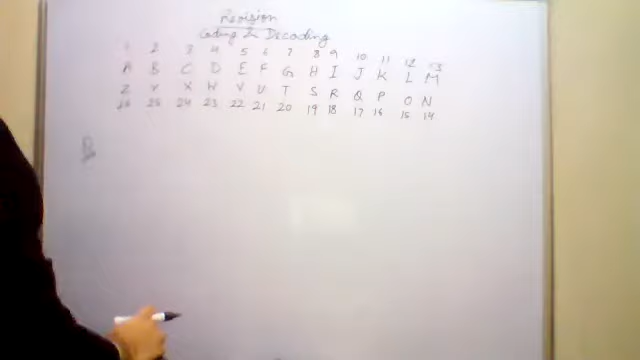 Revision
Coding & Decoding
1 2 3 4 5 6 7 8 9 10 11 12 13
A B C D E F G H I J K L M
Z Y X W V U T S R Q P O N
26 25 24 23 22 21 20 19 18 17 16 15 14